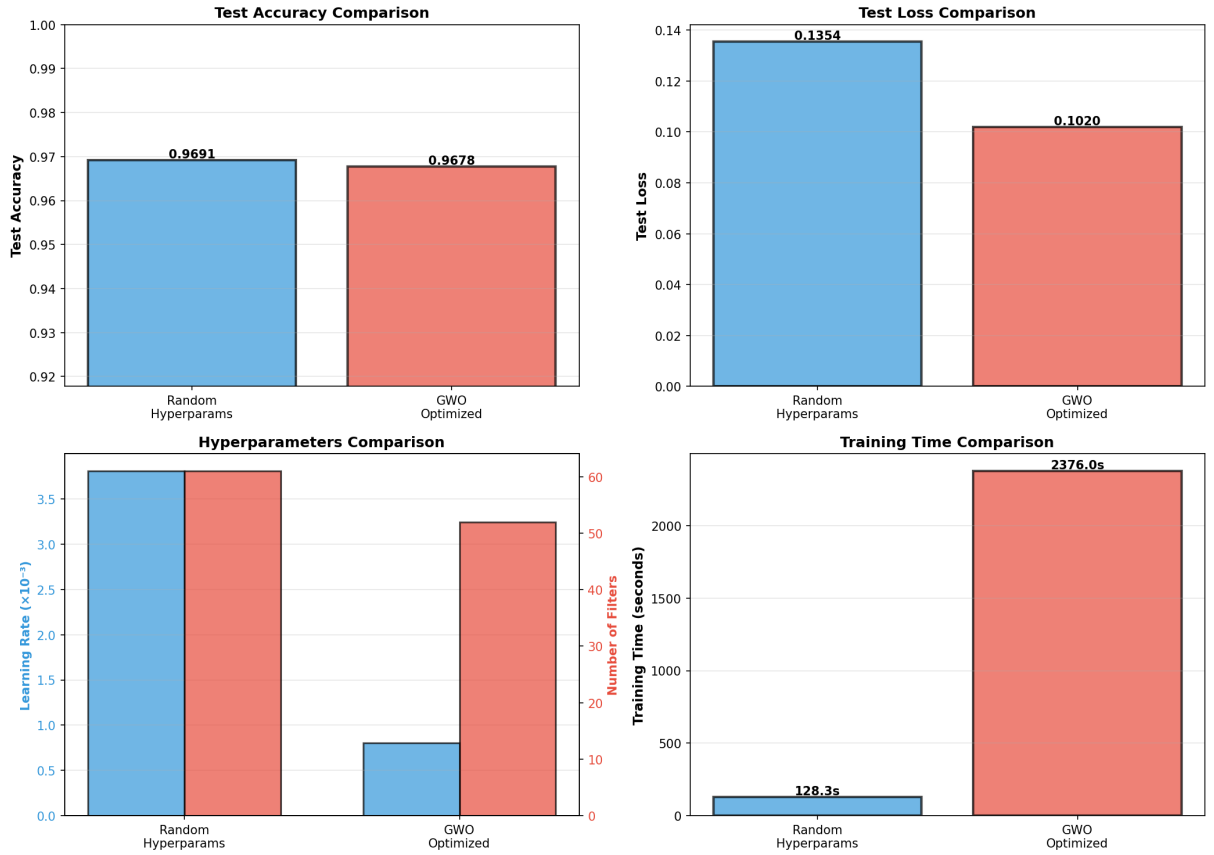 Test Accuracy Comparison
Test Accuracy
1.00
0.99
0.98
0.97
0.96
0.95
0.94
0.93
0.92
0.9691
0.9678
Random
Hyperparams
GWO
Optimized
Test Loss Comparison
Test Loss
0.14
0.12
0.10
0.08
0.06
0.04
0.02
0.00
0.1354
0.1020
Random
Hyperparams
GWO
Optimized
Hyperparameters Comparison
Learning Rate (×10⁻³)
3.5
3.0
2.5
2.0
1.5
1.0
0.5
0.0
60
50
40
30
20
10
0
Number of Filters
Random
Hyperparams
GWO
Optimized
Training Time Comparison
Training Time (seconds)
2000
1500
1000
500
0
128.3s
2376.0s
Random
Hyperparams
GWO
Optimized